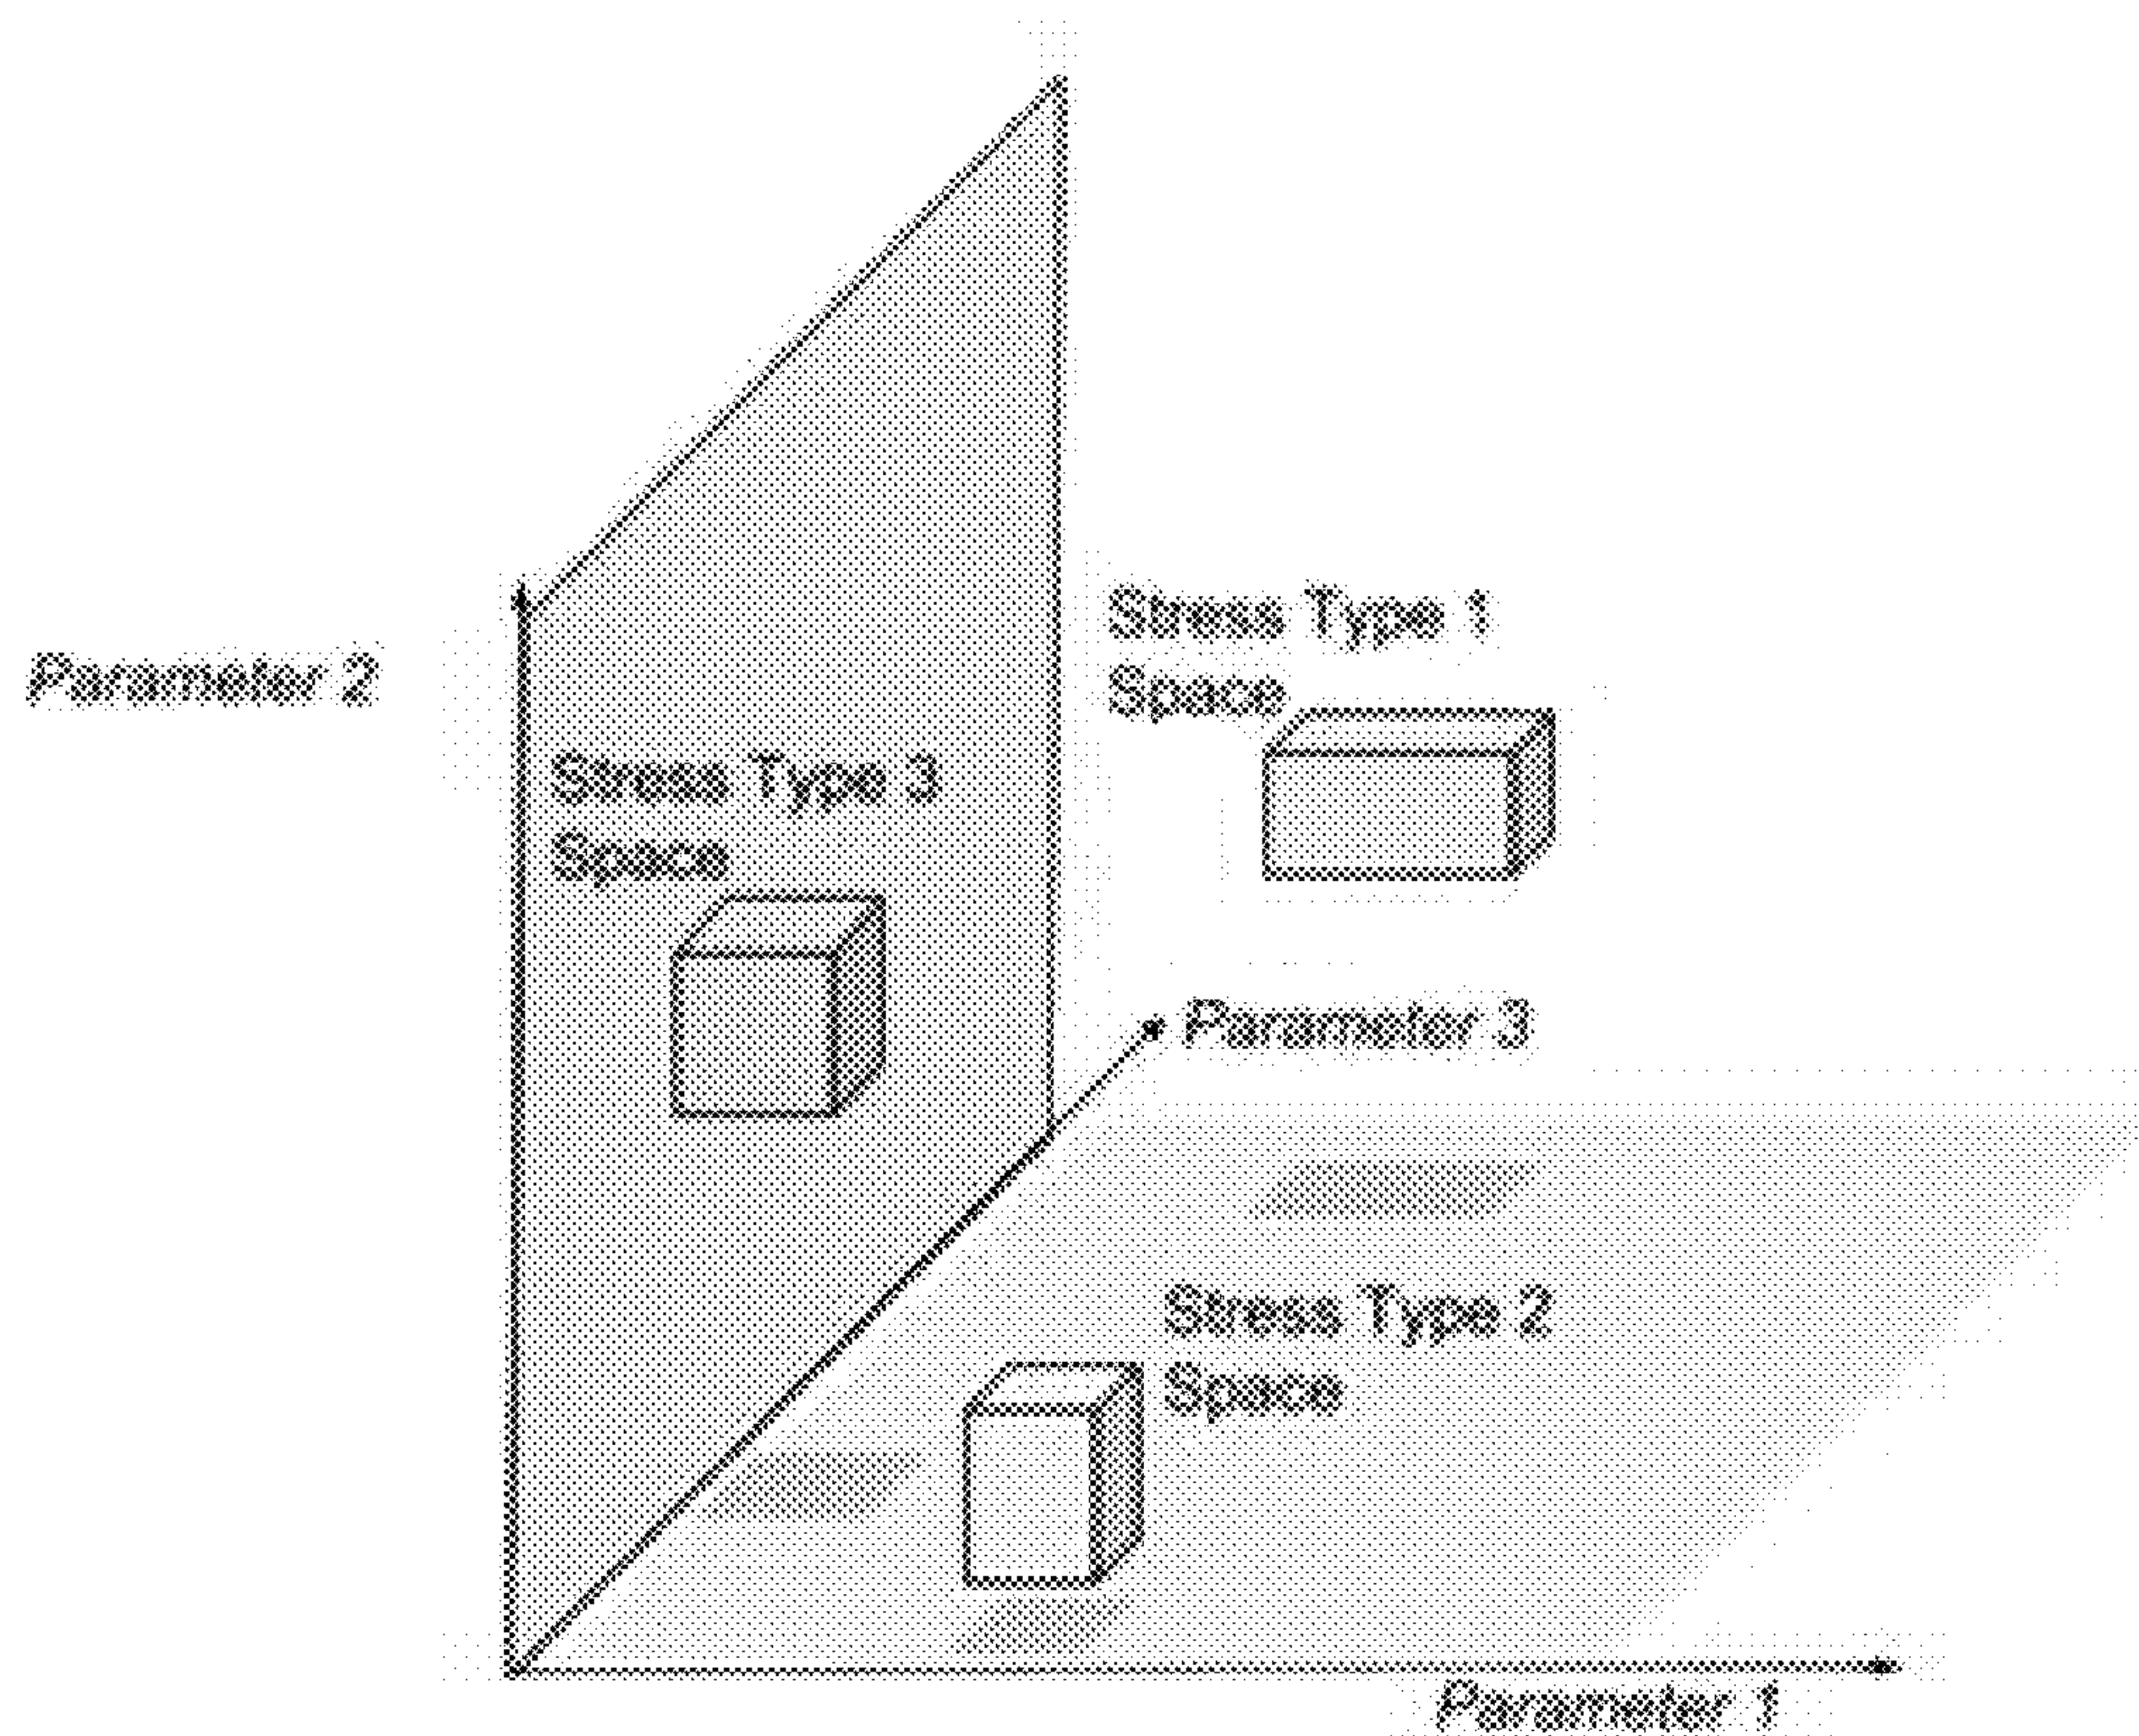 Stress Type 1
Space
Parameter 2
Stress Type 3
Space
Parameter 3
Stress Type 2
Space
Parameter 1